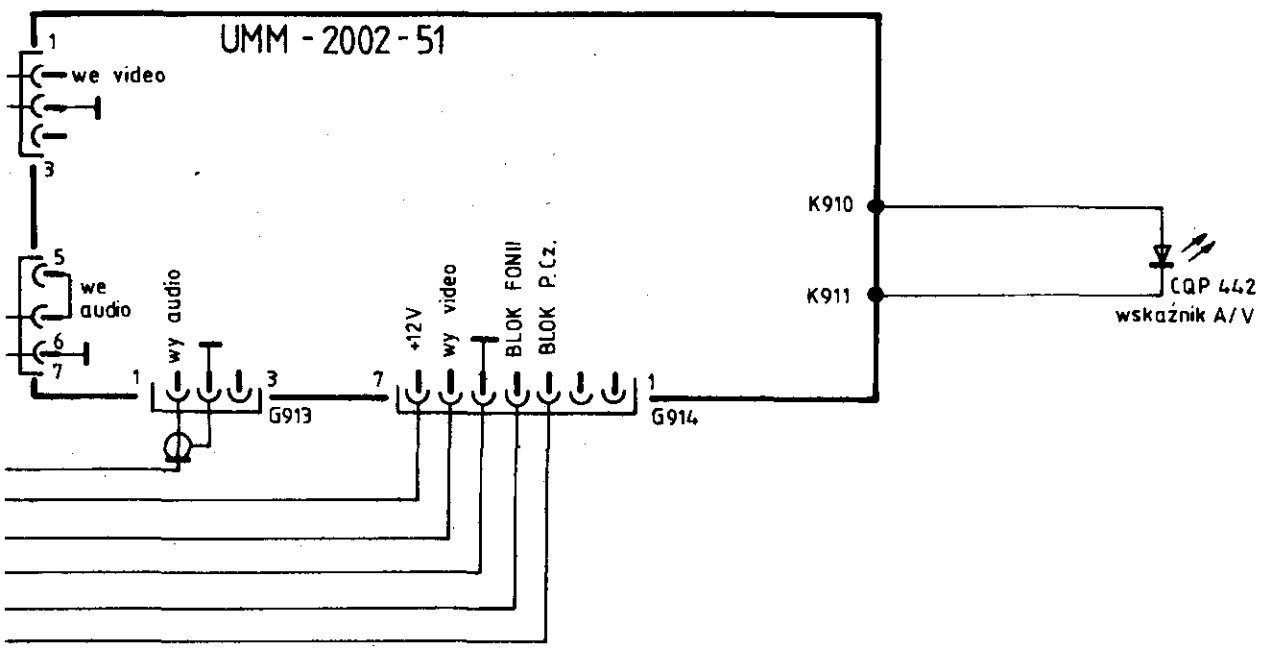 UMM - 2002 - 51
1
we video
3
K910
K911
CQP 442
wskaźnik A/V
5
we
audio
6
7
wy audio
+12V
wy video
BLOK FONII
BLOK P.Cz.
1
3
G913
7
1
G914